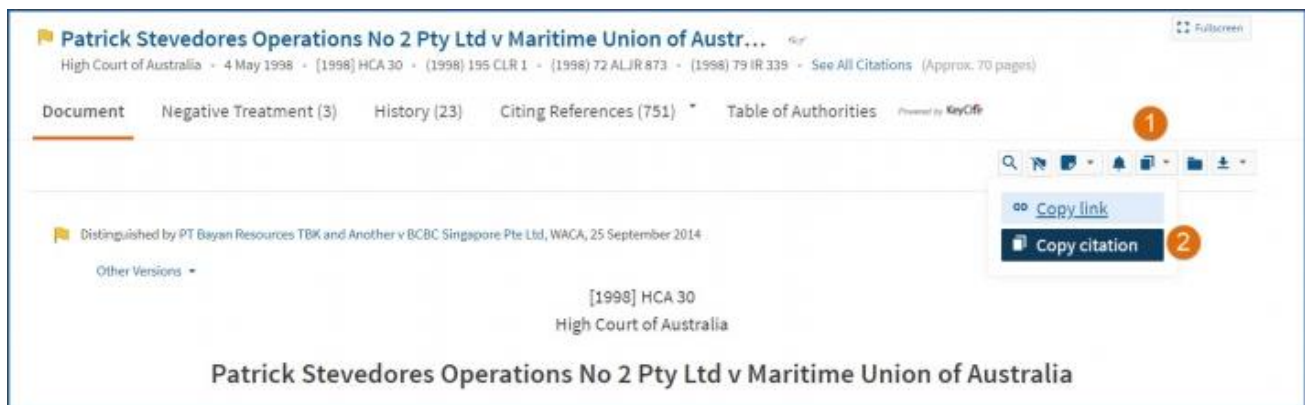 Patrick Stevedores Operations No 2 Pty Ltd v Maritime Union of Austr...
Fullscreen
High Court of Australia - 4 May 1998 - [1998] HCA 30 - (1998) 195 CLR 1 - (1998) 72 ALJR 873 - (1998) 79 IR 339 - See All Citations (Approx. 70 pages)
Document Negative Treatment (3) History (23) Citing References (751) Table of Authorities Powered by KeyCite
1
Copy link
Copy citation 2
Distinguished by PT Bayan Resources TBK and Another v BCBC Singapore Pte Ltd, WACA, 25 September 2014
Other Versions
[1998] HCA 30
High Court of Australia
Patrick Stevedores Operations No 2 Pty Ltd v Maritime Union of Australia